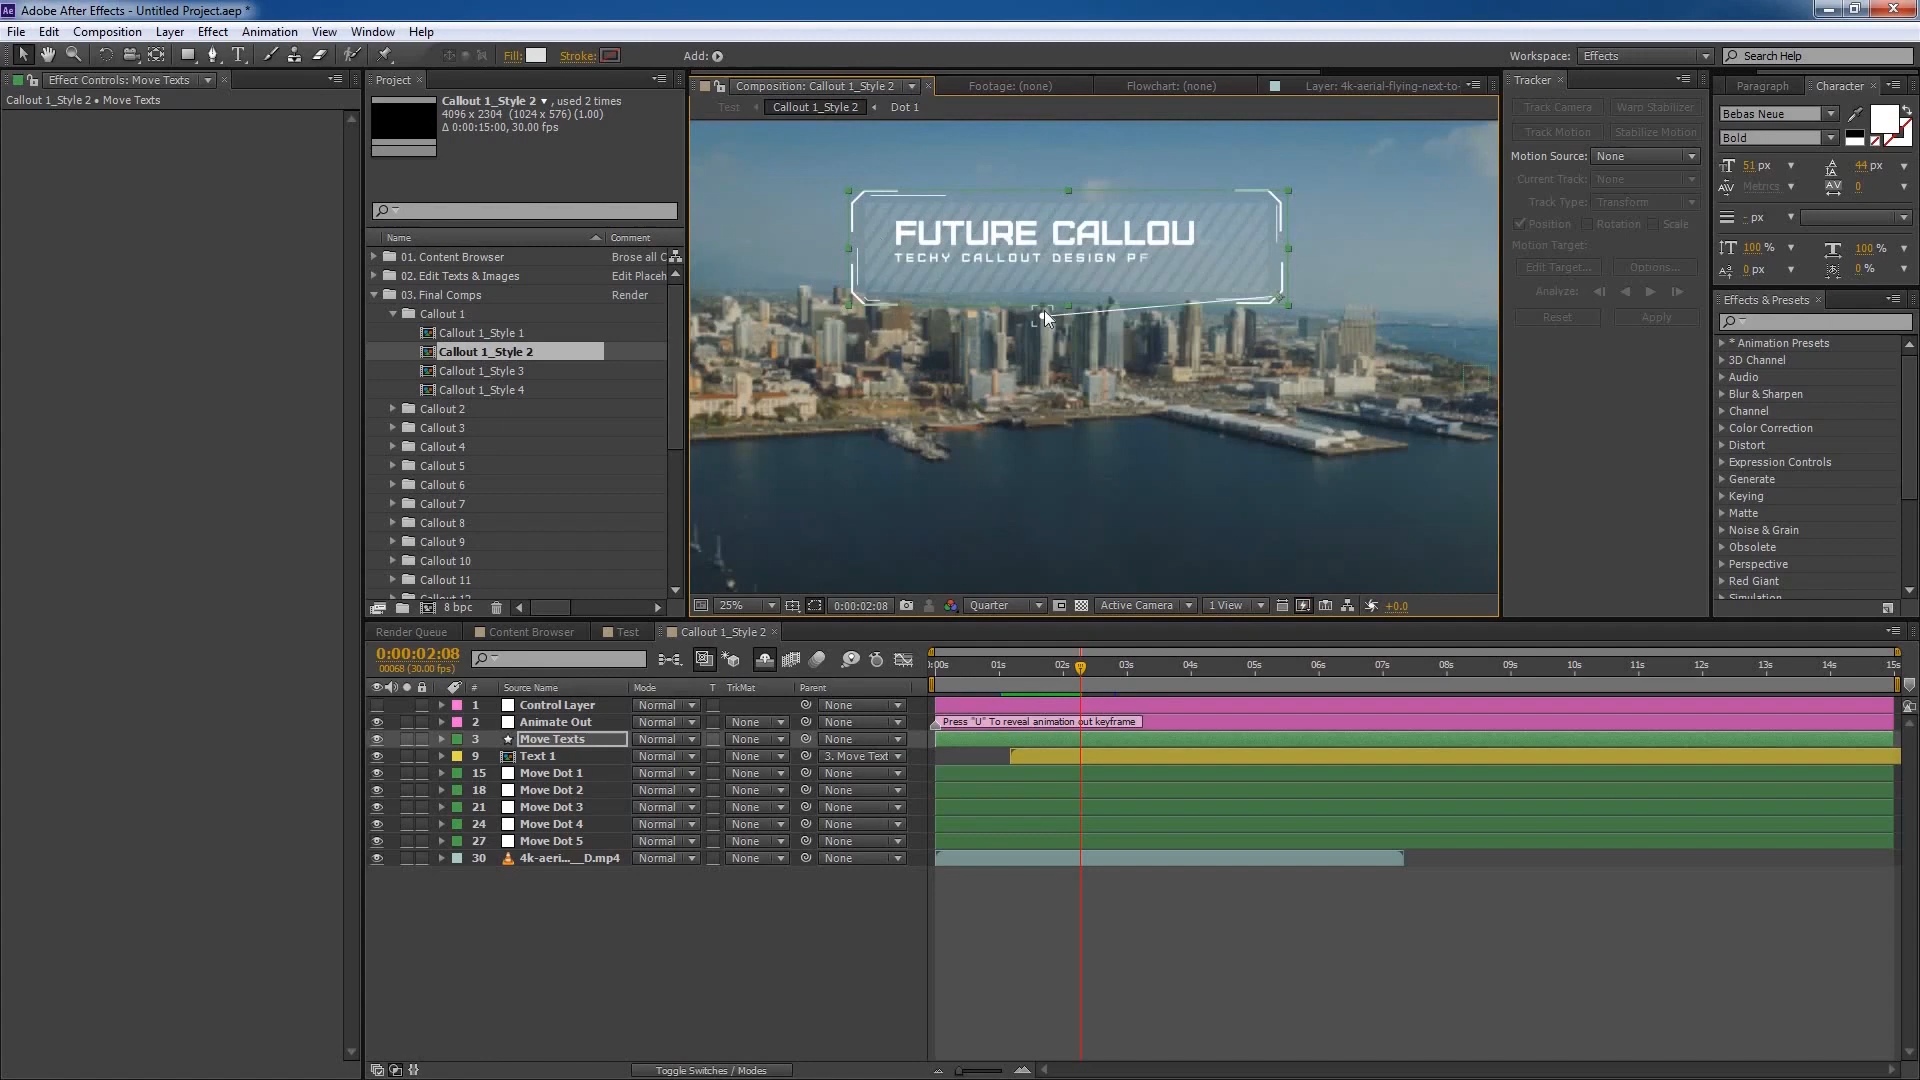 Ae Adobe After Effects - Untitled Project.aep *
File Edit Composition Layer Effect Animation View Window Help
Fill: Stroke: Add: Workspace: Effects Search Help
Effect Controls: Move Texts
Callout 1_Style 2 • Move Texts
Project
Callout 1_Style 2 ▾, used 2 times
4096 x 2304 (1024 x 576) (1.00)
Δ 0:00:15:00, 30.00 fps
Name Comment
01. Content Browser Brose all C
02. Edit Texts & Images Edit Placeh
03. Final Comps Render
Callout 1
Callout 1_Style 1
Callout 1_Style 2
Callout 1_Style 3
Callout 1_Style 4
Callout 2
Callout 3
Callout 4
Callout 5
Callout 6
Callout 7
Callout 8
Callout 9
Callout 10
Callout 11
8 bpc
Composition: Callout 1_Style 2 Footage: (none) Flowchart: (none) Layer: 4k-aerial-flying-next-to-
Test Callout 1_Style 2 Dot 1
FUTURE CALLOU
TECHY CALLOUT DESIGN PF
25% 0:00:02:08 Quarter Active Camera 1 View +0.0
Tracker
Track Camera Warp Stabilizer
Track Motion Stabilize Motion
Motion Source: None
Current Track: None
Track Type: Transform
Position Rotation Scale
Motion Target:
Edit Target... Options...
Analyze:
Reset Apply
Paragraph Character
Bebas Neue
Bold
51 px 44 px
Metrics 0
- px
100 % 100 %
0 px 0 %
Effects & Presets
* Animation Presets
3D Channel
Audio
Blur & Sharpen
Channel
Color Correction
Distort
Expression Controls
Generate
Keying
Matte
Noise & Grain
Obsolete
Perspective
Red Giant
Simulation
Render Queue Content Browser Test Callout 1_Style 2
0:00:02:08
00068 (30.00 fps)
:00s 01s 02s 03s 04s 05s 06s 07s 08s 09s 10s 11s 12s 13s 14s 15s
# Source Name Mode T TrkMat Parent
1 Control Layer Normal None
2 Animate Out Normal None None Press "U" To reveal animation out keyframe
3 Move Texts Normal None None
9 Text 1 Normal None 3. Move Text
15 Move Dot 1 Normal None None
18 Move Dot 2 Normal None None
21 Move Dot 3 Normal None None
24 Move Dot 4 Normal None None
27 Move Dot 5 Normal None None
30 4k-aeri...__D.mp4 Normal None None
Toggle Switches / Modes